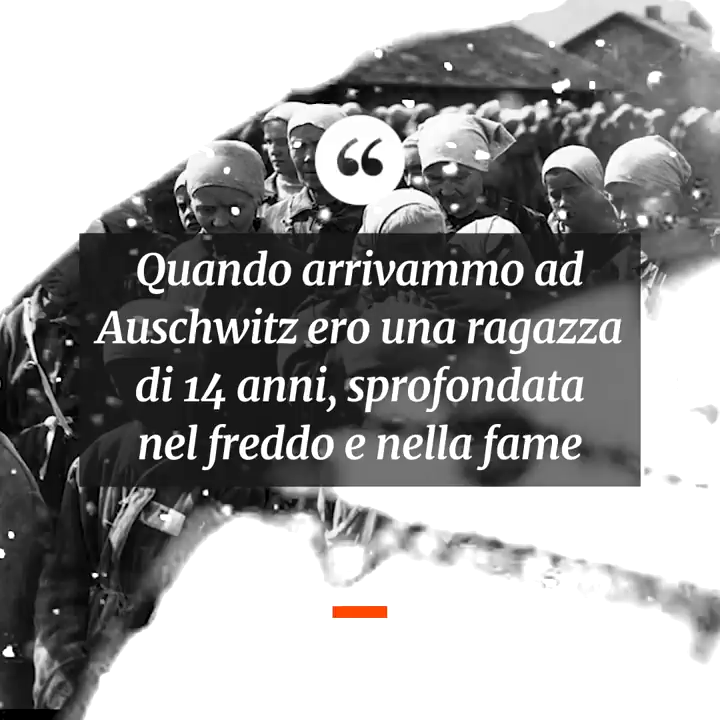 “
Quando arrivammo ad
Auschwitz ero una ragazza
di 14 anni, sprofondata
nel freddo e nella fame